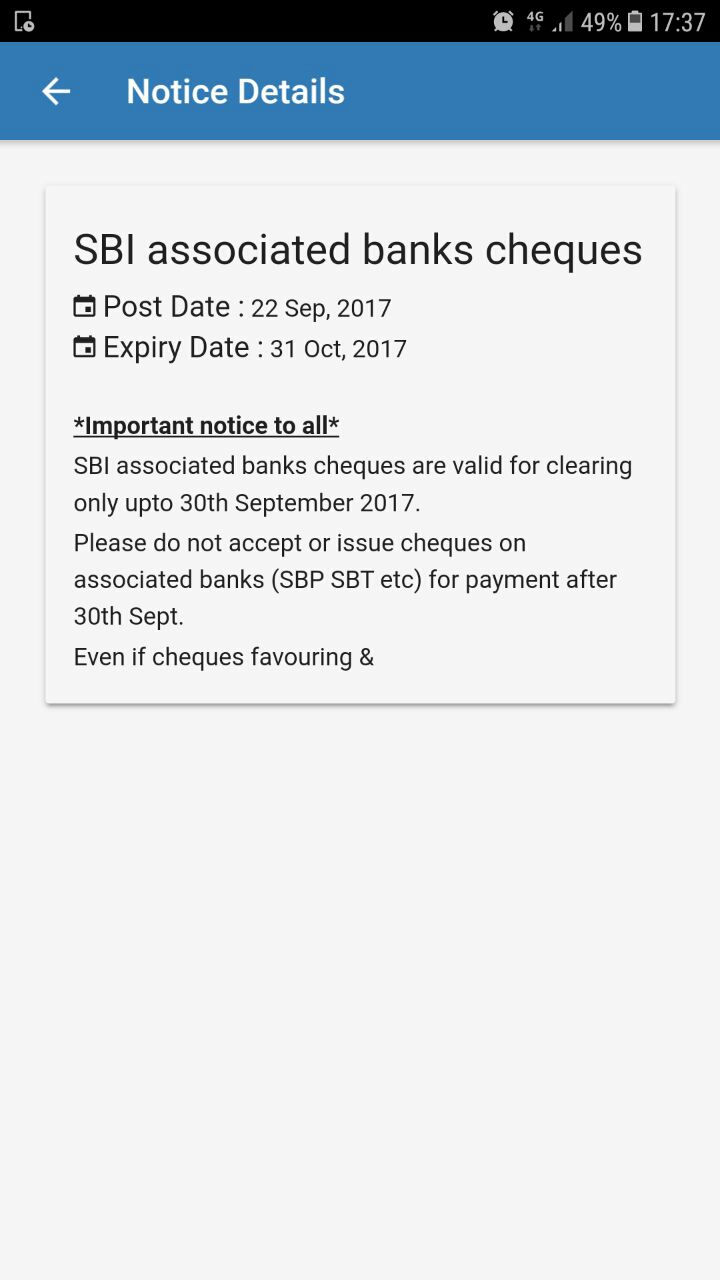 4G 49% 17:37
Notice Details
SBI associated banks cheques
Post Date : 22 Sep, 2017
Expiry Date : 31 Oct, 2017
*Important notice to all*
SBI associated banks cheques are valid for clearing
only upto 30th September 2017.
Please do not accept or issue cheques on
associated banks (SBP SBT etc) for payment after
30th Sept.
Even if cheques favouring &